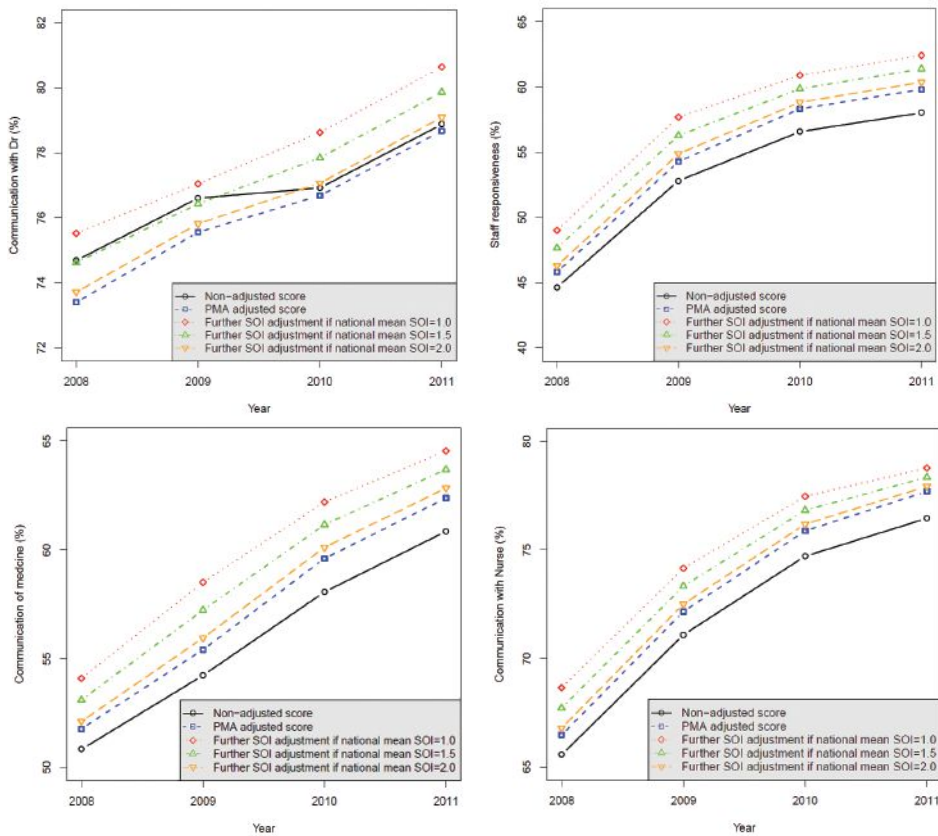 82
80
78
76
74
72
Communication with Dr (%)
Non-adjusted score
PMA adjusted score
Further SOI adjustment if national mean SOI=1.0
Further SOI adjustment if national mean SOI=1.5
Further SOI adjustment if national mean SOI=2.0
2008 2009 2010 2011
Year
65
60
55
50
45
40
Staff responsiveness (%)
Non-adjusted score
PMA adjusted score
Further SOI adjustment if national mean SOI=1.0
Further SOI adjustment if national mean SOI=1.5
Further SOI adjustment if national mean SOI=2.0
2008 2009 2010 2011
Year
65
60
55
50
Communication of medcine (%)
Non-adjusted score
PMA adjusted score
Further SOI adjustment if national mean SOI=1.0
Further SOI adjustment if national mean SOI=1.5
Further SOI adjustment if national mean SOI=2.0
2008 2009 2010 2011
Year
80
75
70
65
Communication with Nurse (%)
Non-adjusted score
PMA adjusted score
Further SOI adjustment if national mean SOI=1.0
Further SOI adjustment if national mean SOI=1.5
Further SOI adjustment if national mean SOI=2.0
2008 2009 2010 2011
Year